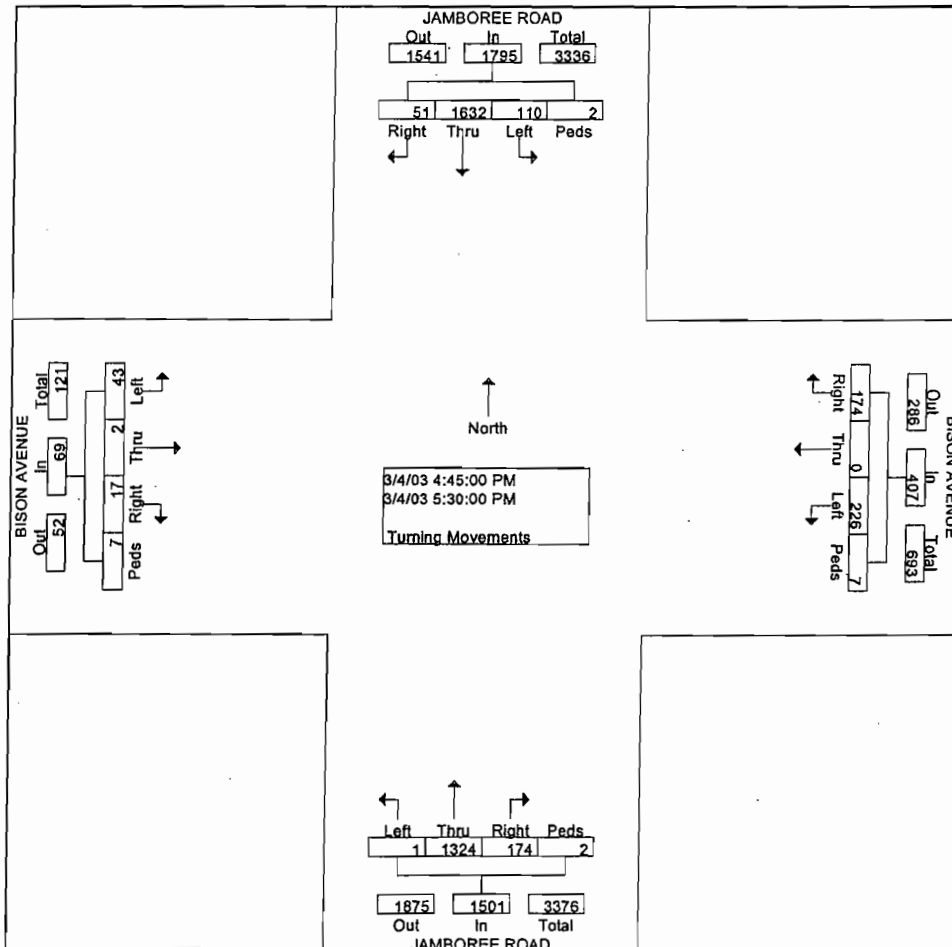 JAMBOREE ROAD
Out In Total
1541 1795 3336
51 1632 110 2
Right Thru Left Peds
BISON AVENUE
Out In Total
52 69 121
43 2 17 7
Left Thru Right Peds
North
3/4/03 4:45:00 PM
3/4/03 5:30:00 PM
Turning Movements
Right Thru Left Peds
174 0 226 7
Out In Total
286 407 693
BISON AVENUE
Left Thru Right Peds
1 1324 174 2
1875 1501 3376
Out In Total
JAMBOREE ROAD